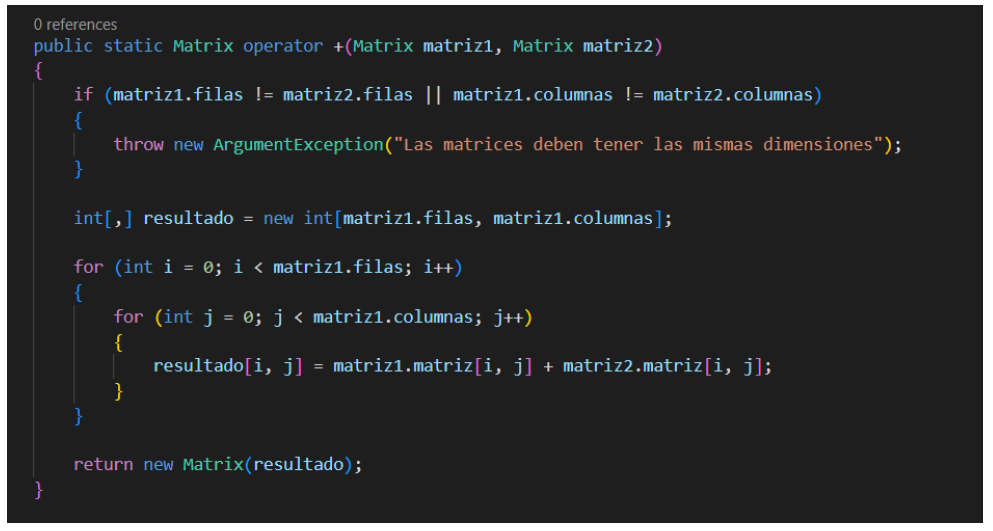 0 references
public static Matrix operator +(Matrix matriz1, Matrix matriz2)
{
    if (matriz1.filas != matriz2.filas || matriz1.columnas != matriz2.columnas)
    {
        throw new ArgumentException("Las matrices deben tener las mismas dimensiones");
    }
    int[,] resultado = new int[matriz1.filas, matriz1.columnas];
    for (int i = 0; i < matriz1.filas; i++)
    {
        for (int j = 0; j < matriz1.columnas; j++)
        {
            resultado[i, j] = matriz1.matriz[i, j] + matriz2.matriz[i, j];
        }
    }
    return new Matrix(resultado);
}